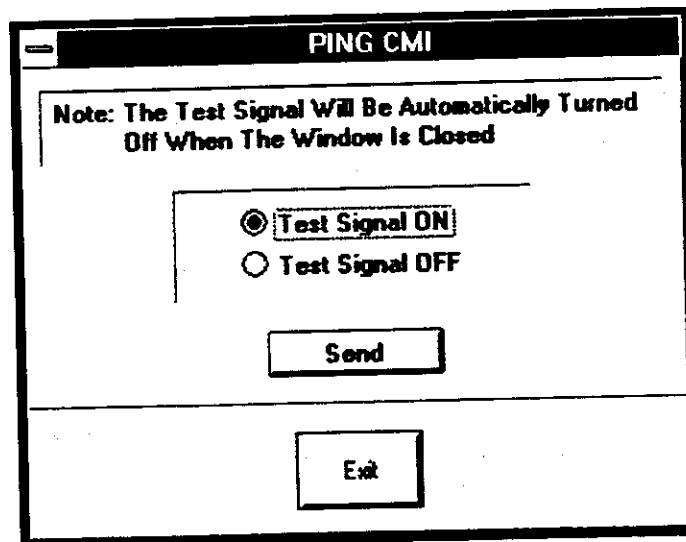 PING CMI
Note: The Test Signal Will Be Automatically Turned
Off When The Window Is Closed
Test Signal ON
Test Signal OFF
Send
Exit